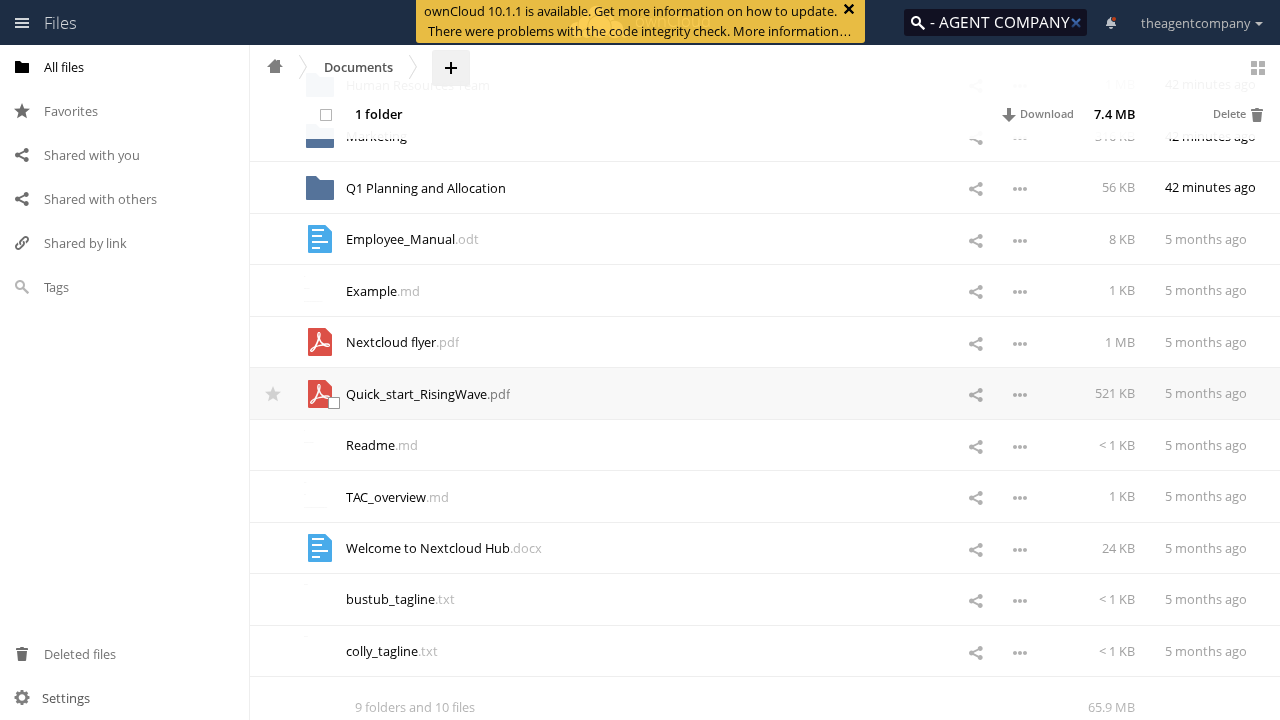 Files
ownCloud 10.1.1 is available. Get more information on how to update.
There were problems with the code integrity check. More information…
- AGENT COMPANY
theagentcompany
All files
Favorites
Shared with you
Shared with others
Shared by link
Tags
Deleted files
Settings
Documents
Human Resources Team 42 minutes ago
1 folder Download 7.4 MB Delete
Marketing 42 minutes ago
Q1 Planning and Allocation 56 KB 42 minutes ago
Employee_Manual.odt 8 KB 5 months ago
Example.md 1 KB 5 months ago
Nextcloud flyer.pdf 1 MB 5 months ago
Quick_start_RisingWave.pdf 521 KB 5 months ago
Readme.md < 1 KB 5 months ago
TAC_overview.md 1 KB 5 months ago
Welcome to Nextcloud Hub.docx 24 KB 5 months ago
bustub_tagline.txt < 1 KB 5 months ago
colly_tagline.txt < 1 KB 5 months ago
9 folders and 10 files 65.9 MB